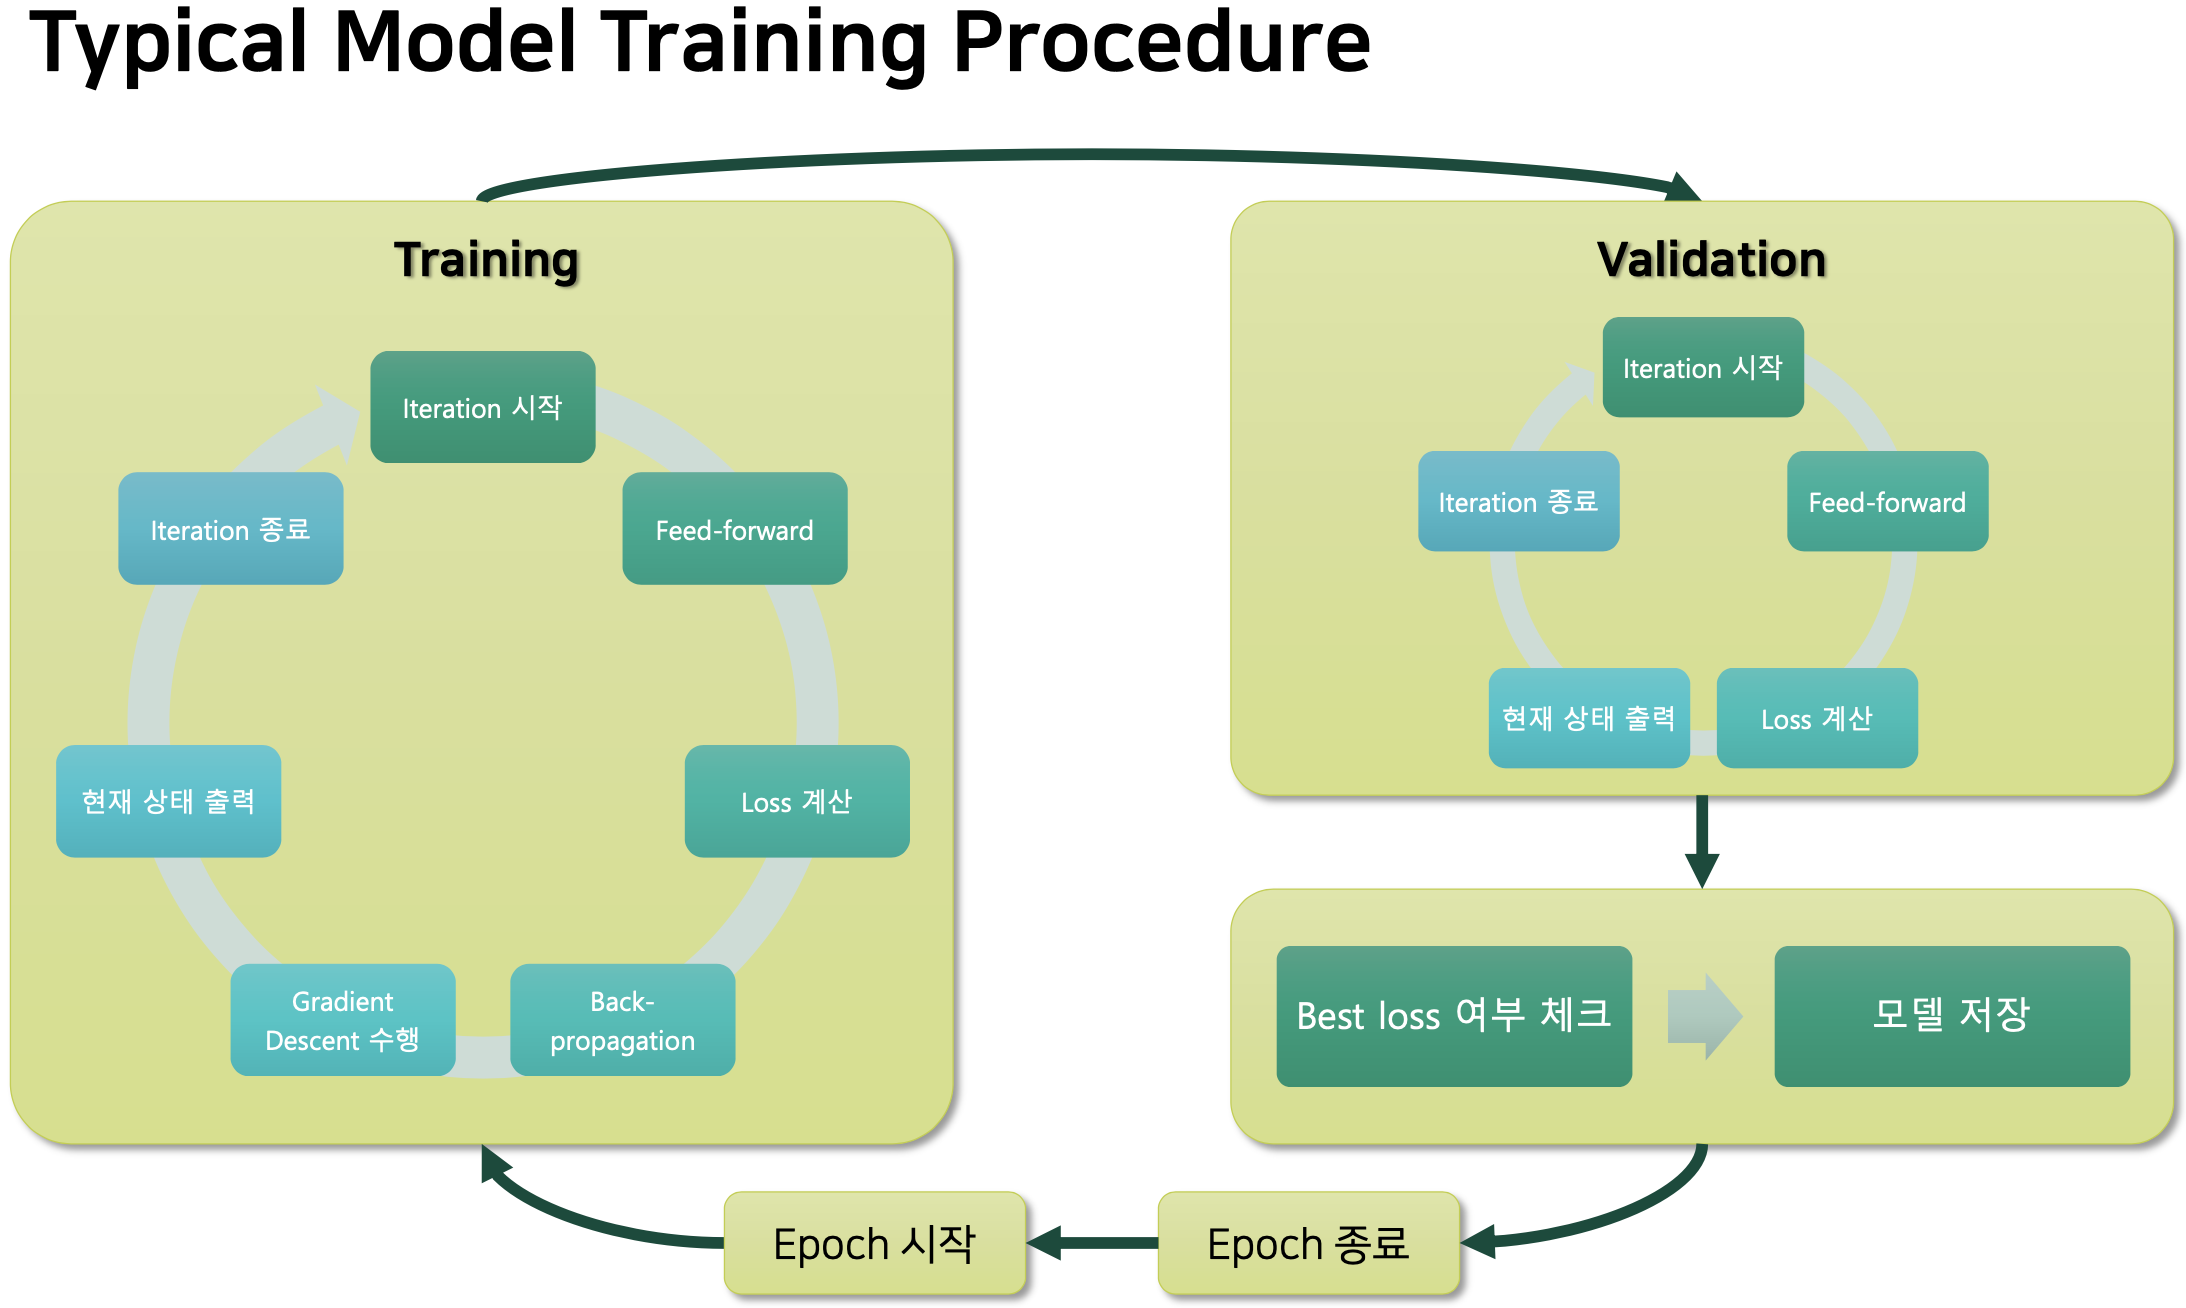 Typical Model Training Procedure
Training
Iteration 시작
Feed-forward
Loss 계산
Back-
propagation
Gradient
Descent 수행
현재 상태 출력
Iteration 종료
Validation
Iteration 시작
Feed-forward
Loss 계산
현재 상태 출력
Iteration 종료
Best loss 여부 체크
모델 저장
Epoch 종료
Epoch 시작